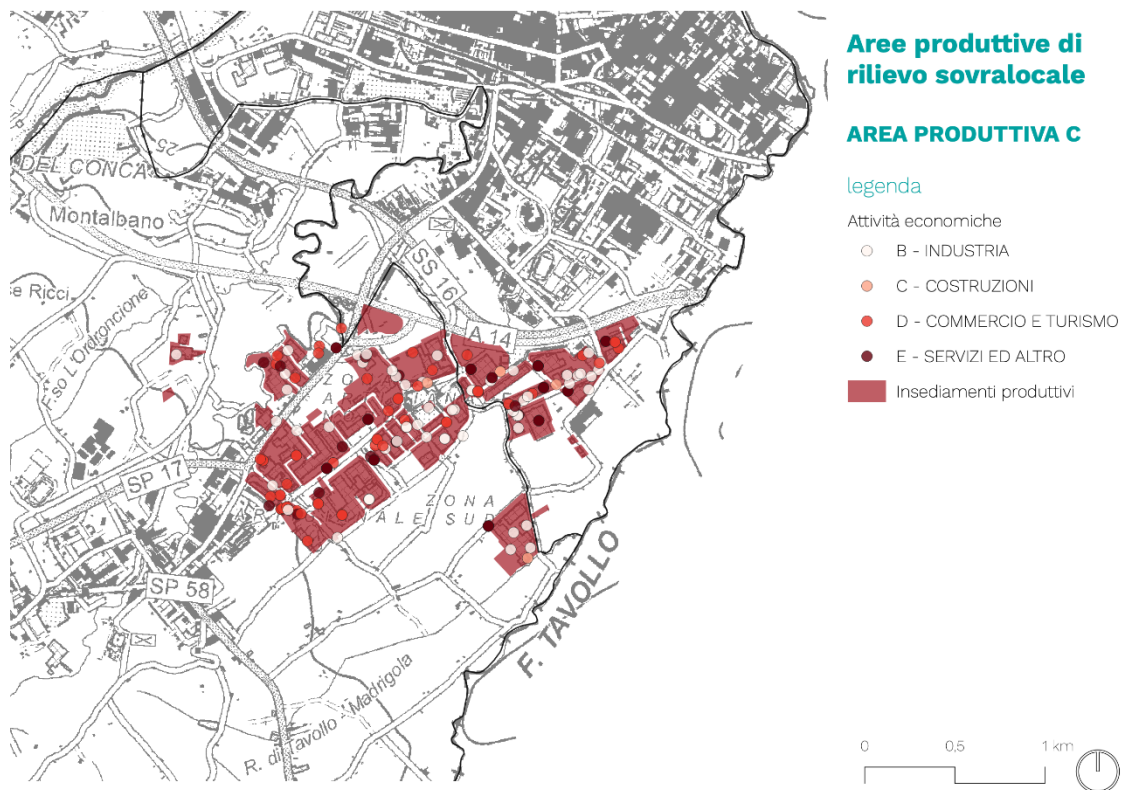 Aree produttive di
rilievo sovralocale
AREA PRODUTTIVA C
legenda
Attività economiche
B - INDUSTRIA
C - COSTRUZIONI
D - COMMERCIO E TURISMO
E - SERVIZI ED ALTRO
Insediamenti produttivi
0 0,5 1 km
DEL CONCA
25
Montalbano
e Ricci
F.so L'Ordoncione
SS 16
A 14
SP 17
SP 58
ZONA
ALE SUD
F. TAVOLLO
R. di Tavollo - Madrigola